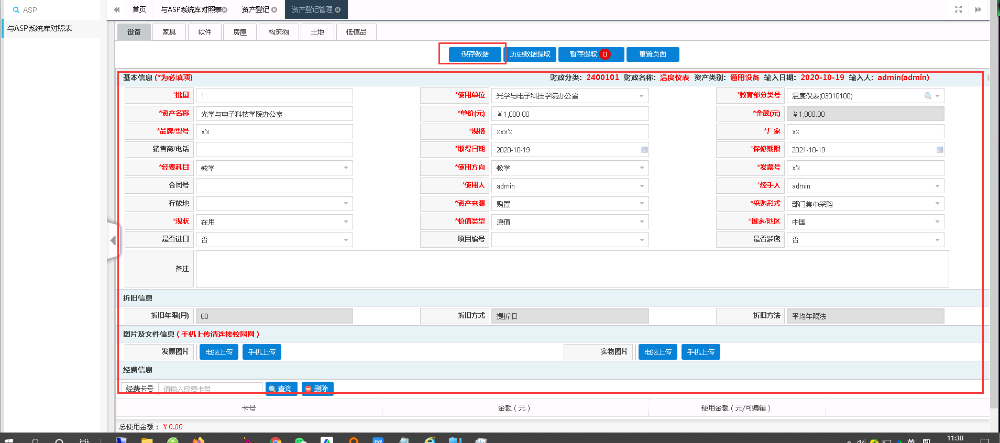 ASP
首页 与ASP系统库对照表 资产登记 资产登记管理
与ASP系统库对照表
设备 家具 软件 房屋 构筑物 土地 低值品
保存数据 历史数据提取 暂存提取 0 重置页面
基本信息 (*为必填项) 财政分类: 2400101 财政名称: 温度仪表 资产类别: 通用设备 输入日期: 2020-10-19 输入人: admin(admin)
*批量 1 *使用单位 光学与电子科技学院办公室 *教育部分类号 温度仪表(03010100)
*资产名称 光学与电子科技学院办公室 *单价(元) ￥1,000.00 *金额(元) ￥1,000.00
*品牌/型号 x'x *规格 xxx'x *厂家 xx
销售商/电话 *取得日期 2020-10-19 *保修期限 2021-10-19
*经费科目 教学 *使用方向 教学 *发票号 x'x
合同号 *使用人 admin *经手人 admin
存放地 *资产来源 购置 *采购形式 部门集中采购
*现状 在用 *价值类型 原值 *国家/地区 中国
是否进口 否 项目编号 是否涉密 否
备注
折旧信息
折旧年限(月) 60 折旧方式 提折旧 折旧方法 平均年限法
图片及文件信息 ( 手机上传请连接校园网 )
发票图片 电脑上传 手机上传 实物图片 电脑上传 手机上传
经费信息
经费卡号 请输入经费卡号 查询 删除
卡号 金额 ( 元 ) 使用金额 ( 元/可编辑 )
总使用金额： ￥0.00
英 11:38